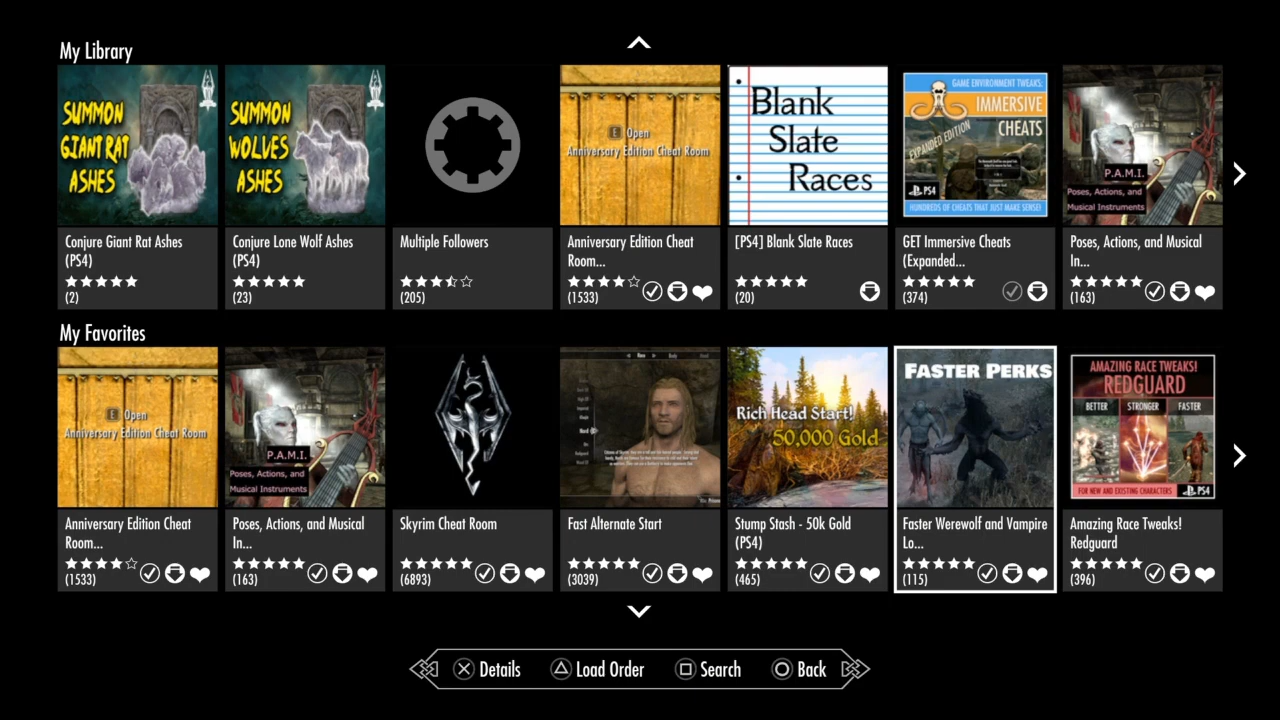 My Library
SUMMON
GIANT RAT
ASHES
SUMMON
WOLVES
ASHES
E Open
Anniversary Edition Cheat Room
Blank
Slate
Races
GAME ENVIRONMENT TWEAKS:
IMMERSIVE
CHEATS
EXPANDED EDITION
PS4
HUNDREDS OF CHEATS THAT JUST MAKE SENSE!
P.A.M.I.
Poses, Actions, and
Musical Instruments
Conjure Giant Rat Ashes
(PS4)
(2)
Conjure Lone Wolf Ashes
(PS4)
(23)
Multiple Followers
(205)
Anniversary Edition Cheat
Room...
(1533)
[PS4] Blank Slate Races
(20)
GET Immersive Cheats
(Expanded...
(374)
Poses, Actions, and Musical
In...
(163)
My Favorites
E Open
Anniversary Edition Cheat Room
P.A.M.I.
Poses, Actions, and
Musical Instruments
Rich Head Start!
50,000 Gold
FASTER PERKS
AMAZING RACE TWEAKS!
REDGUARD
BETTER STRONGER FASTER
FOR NEW AND EXISTING CHARACTERS PS4
Anniversary Edition Cheat
Room...
(1533)
Poses, Actions, and Musical
In...
(163)
Skyrim Cheat Room
(6893)
Fast Alternate Start
(3039)
Stump Stash - 50k Gold
(PS4)
(465)
Faster Werewolf and Vampire
Lo...
(115)
Amazing Race Tweaks!
Redguard
(396)
Details Load Order Search Back